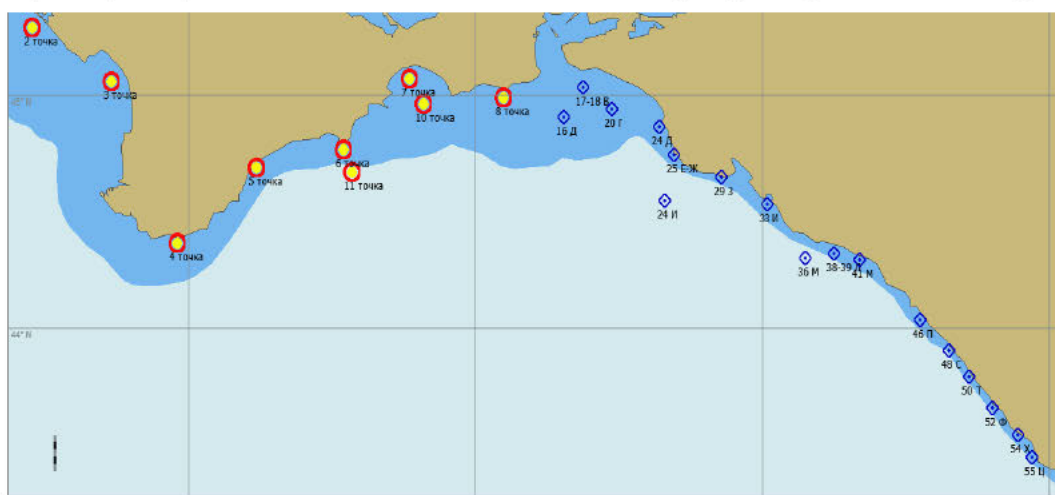 2 точка
3 точка
7 точка
10 точка
8 точка
17-18 В
16 Д
20 Г
24 Д
6 точка
11 точка
5 точка
25 Е-Ж
29 З
24 И
33 И
4 точка
36 М
38-39 Л
41 М
44° N
46 П
48 С
50 Т
52 Ф
54 Х
55 Ц